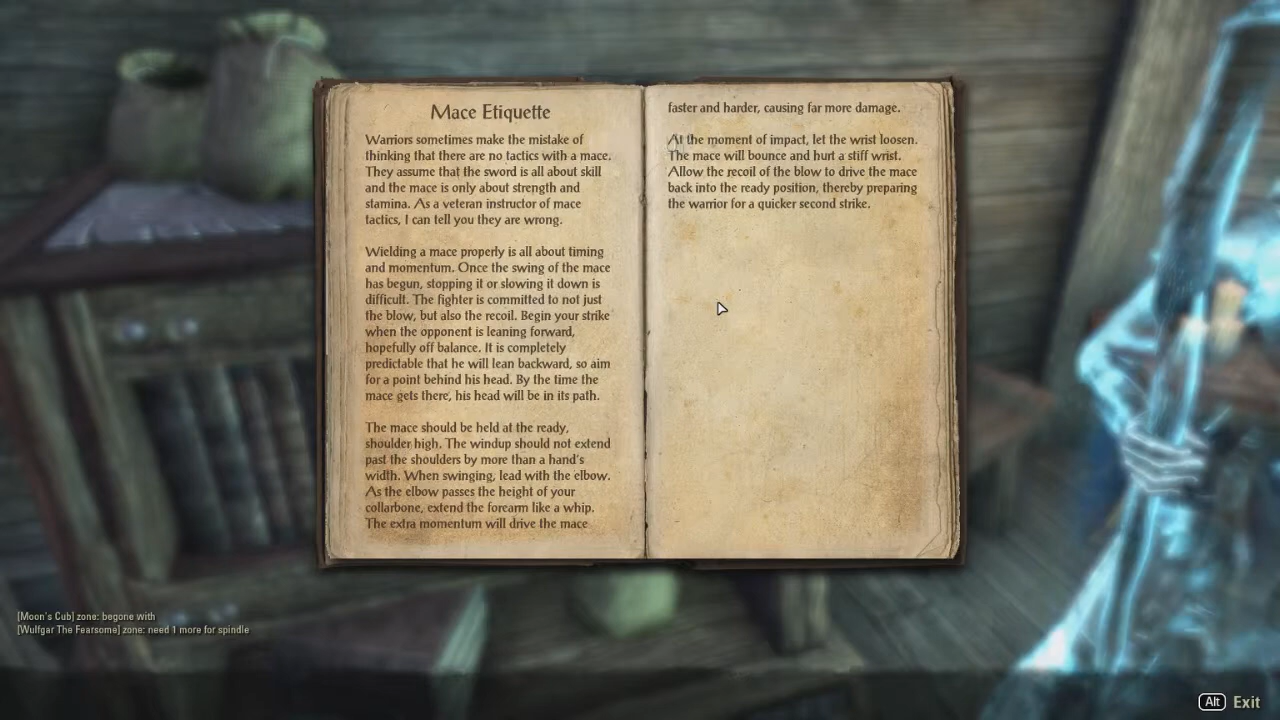 Mace Etiquette
Warriors sometimes make the mistake of
thinking that there are no tactics with a mace.
They assume that the sword is all about skill
and the mace is only about strength and
stamina. As a veteran instructor of mace
tactics, I can tell you they are wrong.
Wielding a mace properly is all about timing
and momentum. Once the swing of the mace
has begun, stopping it or slowing it down is
difficult. The fighter is committed to not just
the blow, but also the recoil. Begin your strike
when the opponent is leaning forward,
hopefully off balance. It is completely
predictable that he will lean backward, so aim
for a point behind his head. By the time the
mace gets there, his head will be in its path.
The mace should be held at the ready,
shoulder high. The windup should not extend
past the shoulders by more than a hand's
width. When swinging, lead with the elbow.
As the elbow passes the height of your
collarbone, extend the forearm like a whip.
The extra momentum will drive the mace
faster and harder, causing far more damage.
At the moment of impact, let the wrist loosen.
The mace will bounce and hurt a stiff wrist.
Allow the recoil of the blow to drive the mace
back into the ready position, thereby preparing
the warrior for a quicker second strike.
[Moon's Cub] zone: begone with
[Wulfgar The Fearsome] zone: need 1 more for spindle
Alt Exit